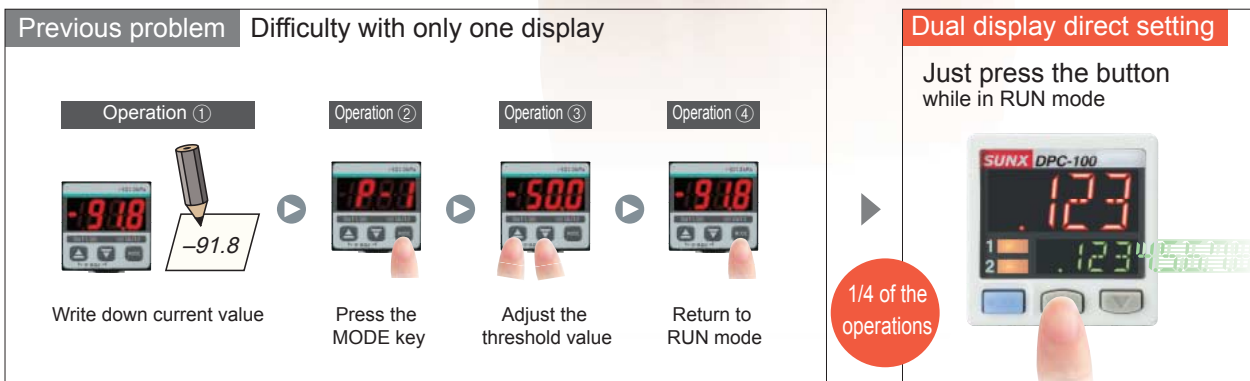 Previous problem Difficulty with only one display
Operation ①
Operation ②
Operation ③
Operation ④
-91.8
–91.8
P-1
-50.0
-91.8
Write down current value
Press the
MODE key
Adjust the
threshold value
Return to
RUN mode
1/4 of the
operations
Dual display direct setting
Just press the button
while in RUN mode
SUNX DPC-100
.123
1
2
.123